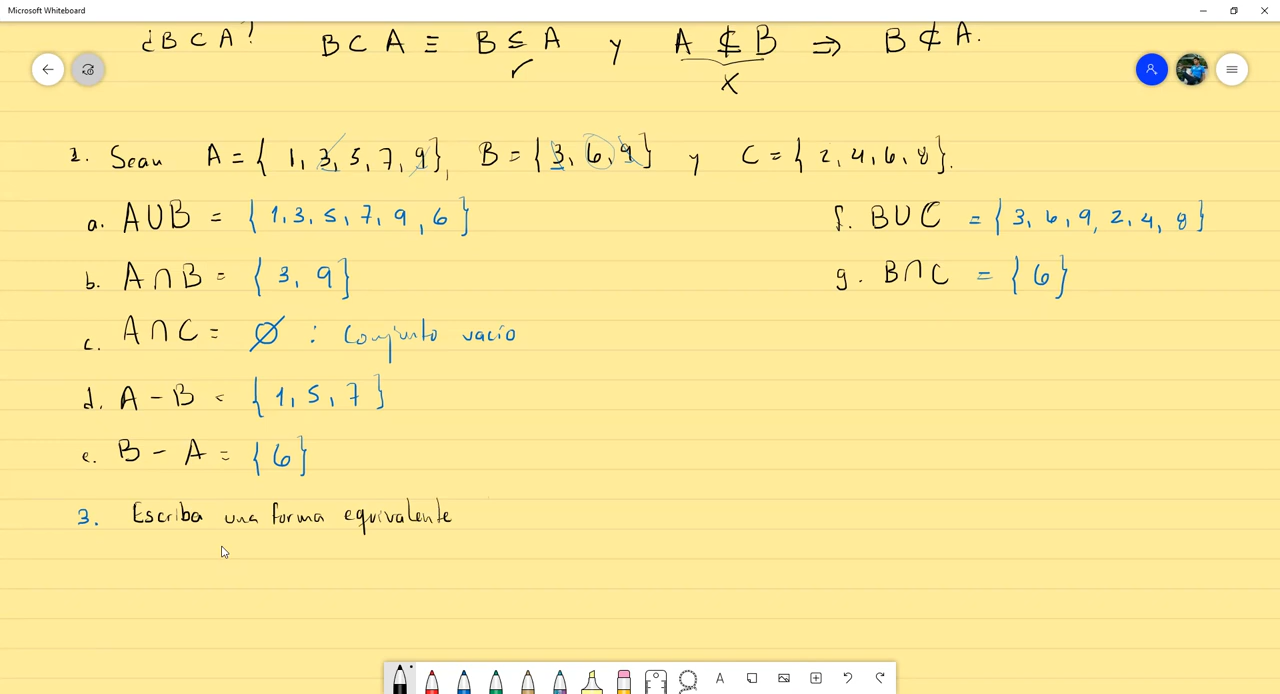 Microsoft Whiteboard
¿B ⊂ A? B ⊂ A ≡ B ⊆ A y A ⊈ B ⇒ B ⊄ A.
✓ X
2. Sean A = { 1, 3, 5, 7, 9 }, B = { 3, 6, 9 } y C = { 2, 4, 6, 8 }.
a. A ∪ B = { 1, 3, 5, 7, 9, 6 }
b. A ∩ B = { 3, 9 }
c. A ∩ C = ∅ : Conjunto vacío
d. A - B = { 1, 5, 7 }
e. B - A = { 6 }
f. B ∪ C = { 3, 6, 9, 2, 4, 8 }
g. B ∩ C = { 6 }
3. Escriba una forma equivalente
A